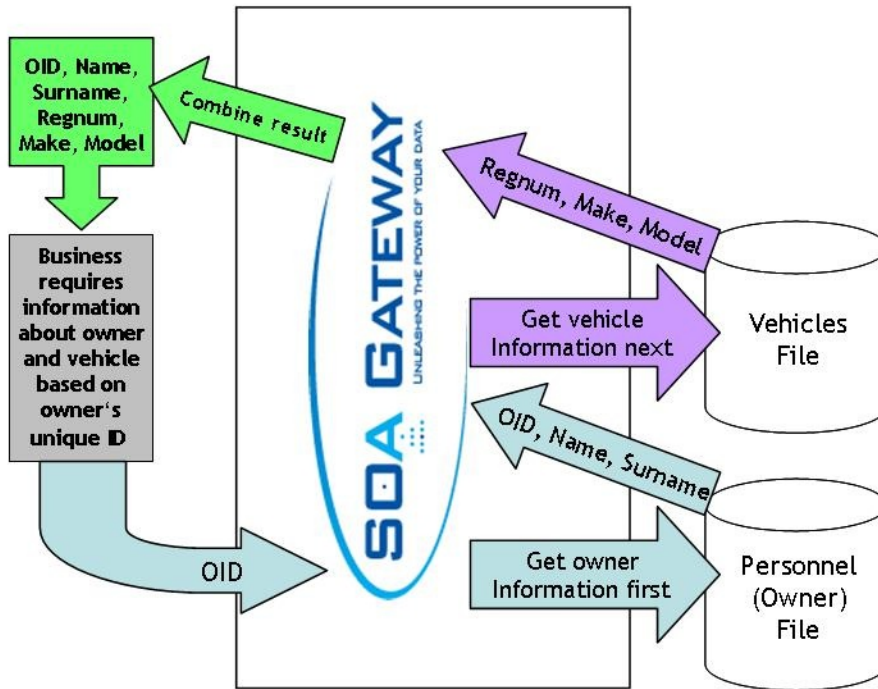 OID, Name,
Surname,
Regnum,
Make, Model
Combine result
Business
requires
information
about owner
and vehicle
based on
owner's
unique ID
OID
SOA GATEWAY
UNLEASHING THE POWER OF YOUR DATA
Regnum, Make, Model
Get vehicle
Information next
Vehicles
File
OID, Name, Surname
Get owner
Information first
Personnel
(Owner)
File